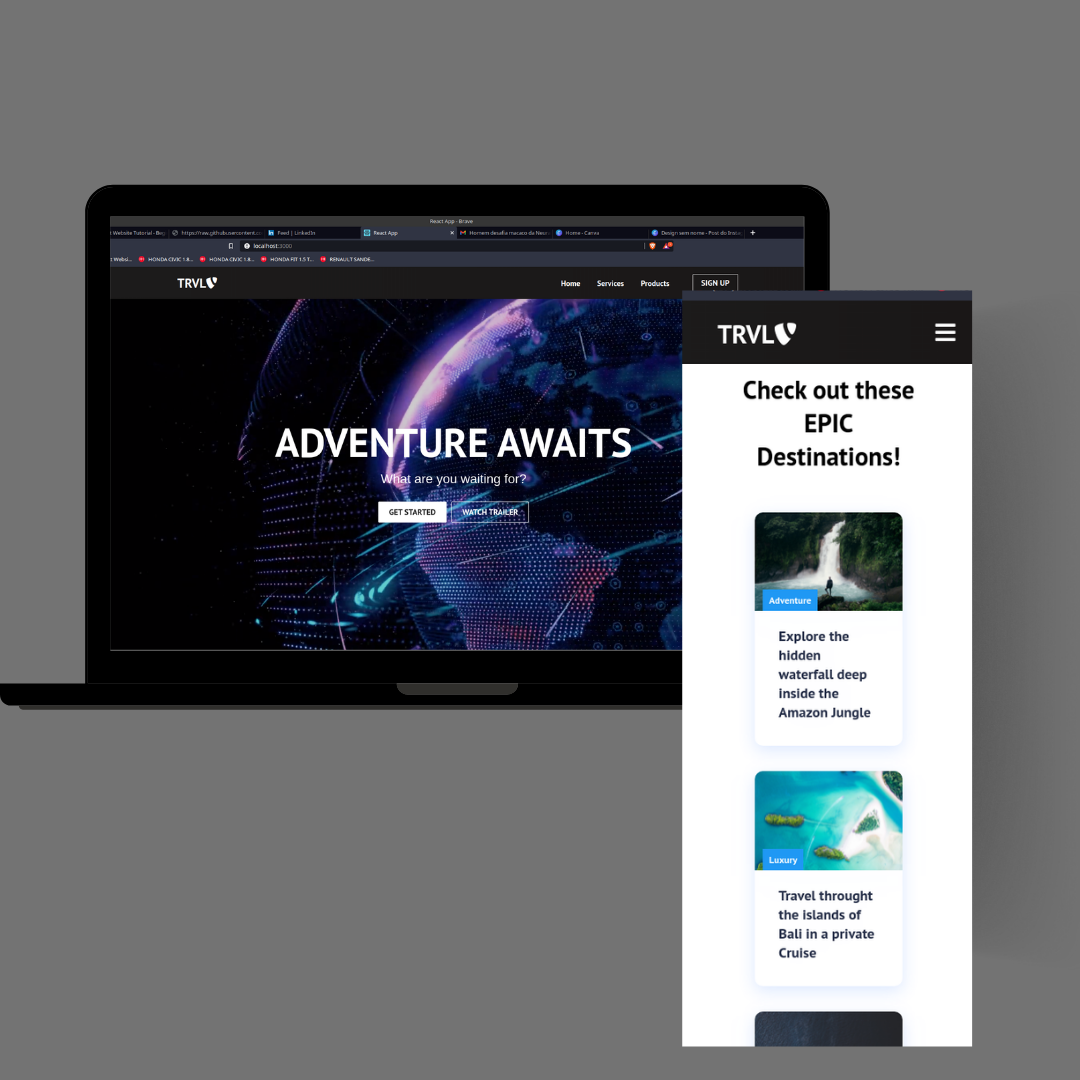 React App - Brave
Website Tutorial - Beg
https://raw.githubusercontent.co
Feed | LinkedIn
React App
Homem desafia macaco da Neu
Home - Canva
Design sem nome - Post do Inst
localhost:3000
t Websi...
HONDA CIVIC 1.8...
HONDA CIVIC 1.8...
HONDA FIT 1.5 T...
RENAULT SANDE...
TRVL
Home
Services
Products
SIGN UP
ADVENTURE AWAITS
What are you waiting for?
GET STARTED
WATCH TRAILER
TRVL
Check out these
EPIC
Destinations!
Adventure
Explore the
hidden
waterfall deep
inside the
Amazon Jungle
Luxury
Travel throught
the islands of
Bali in a private
Cruise